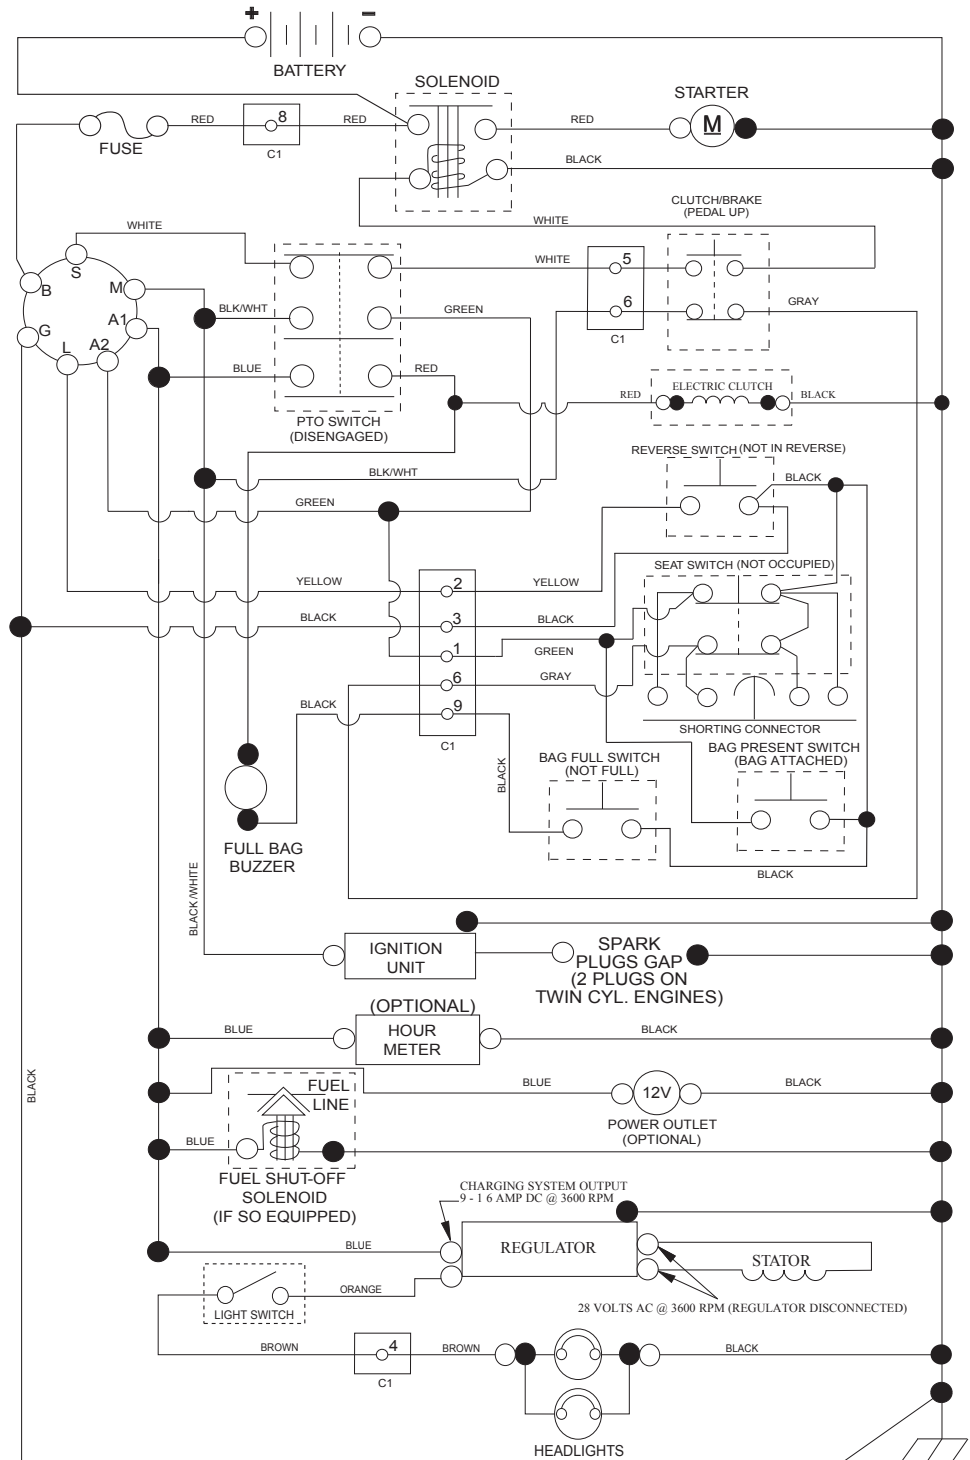 + -
BATTERY
SOLENOID
STARTER
M
RED
8
RED
RED
FUSE
C1
BLACK
CLUTCH/BRAKE
(PEDAL UP)
WHITE
WHITE
S
WHITE
5
B
M
BLK/WHT
GREEN
6
GRAY
G
A1
C1
L
A2
BLUE
RED
ELECTRIC CLUTCH
RED
BLACK
PTO SWITCH
(DISENGAGED)
REVERSE SWITCH (NOT IN REVERSE)
BLK/WHT
BLACK
GREEN
SEAT SWITCH (NOT OCCUPIED)
YELLOW
2
YELLOW
BLACK
3
BLACK
1
GREEN
6
GRAY
BLACK
9
C1
SHORTING CONNECTOR
BAG FULL SWITCH
(NOT FULL)
BAG PRESENT SWITCH
(BAG ATTACHED)
BLACK
FULL BAG
BUZZER
BLACK
BLACK/WHITE
IGNITION
UNIT
SPARK
PLUGS GAP
(2 PLUGS ON
TWIN CYL. ENGINES)
(OPTIONAL)
BLUE
HOUR
METER
BLACK
BLACK
FUEL
LINE
BLUE
12V
BLACK
POWER OUTLET
(OPTIONAL)
BLUE
FUEL SHUT-OFF
SOLENOID
(IF SO EQUIPPED)
CHARGING SYSTEM OUTPUT
9 - 1 6 AMP DC @ 3600 RPM
BLUE
REGULATOR
STATOR
ORANGE
LIGHT SWITCH
28 VOLTS AC @ 3600 RPM (REGULATOR DISCONNECTED)
BROWN
4
BROWN
BLACK
C1
HEADLIGHTS